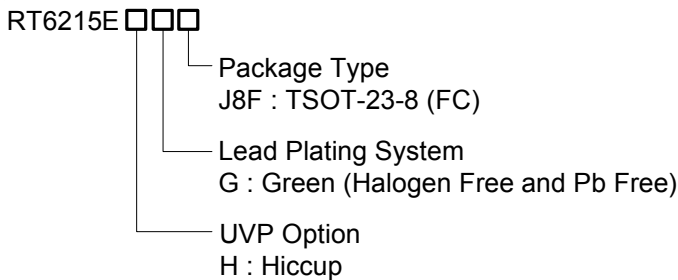 RT6215E □□□
Package Type
J8F : TSOT-23-8 (FC)
Lead Plating System
G : Green (Halogen Free and Pb Free)
UVP Option
H : Hiccup